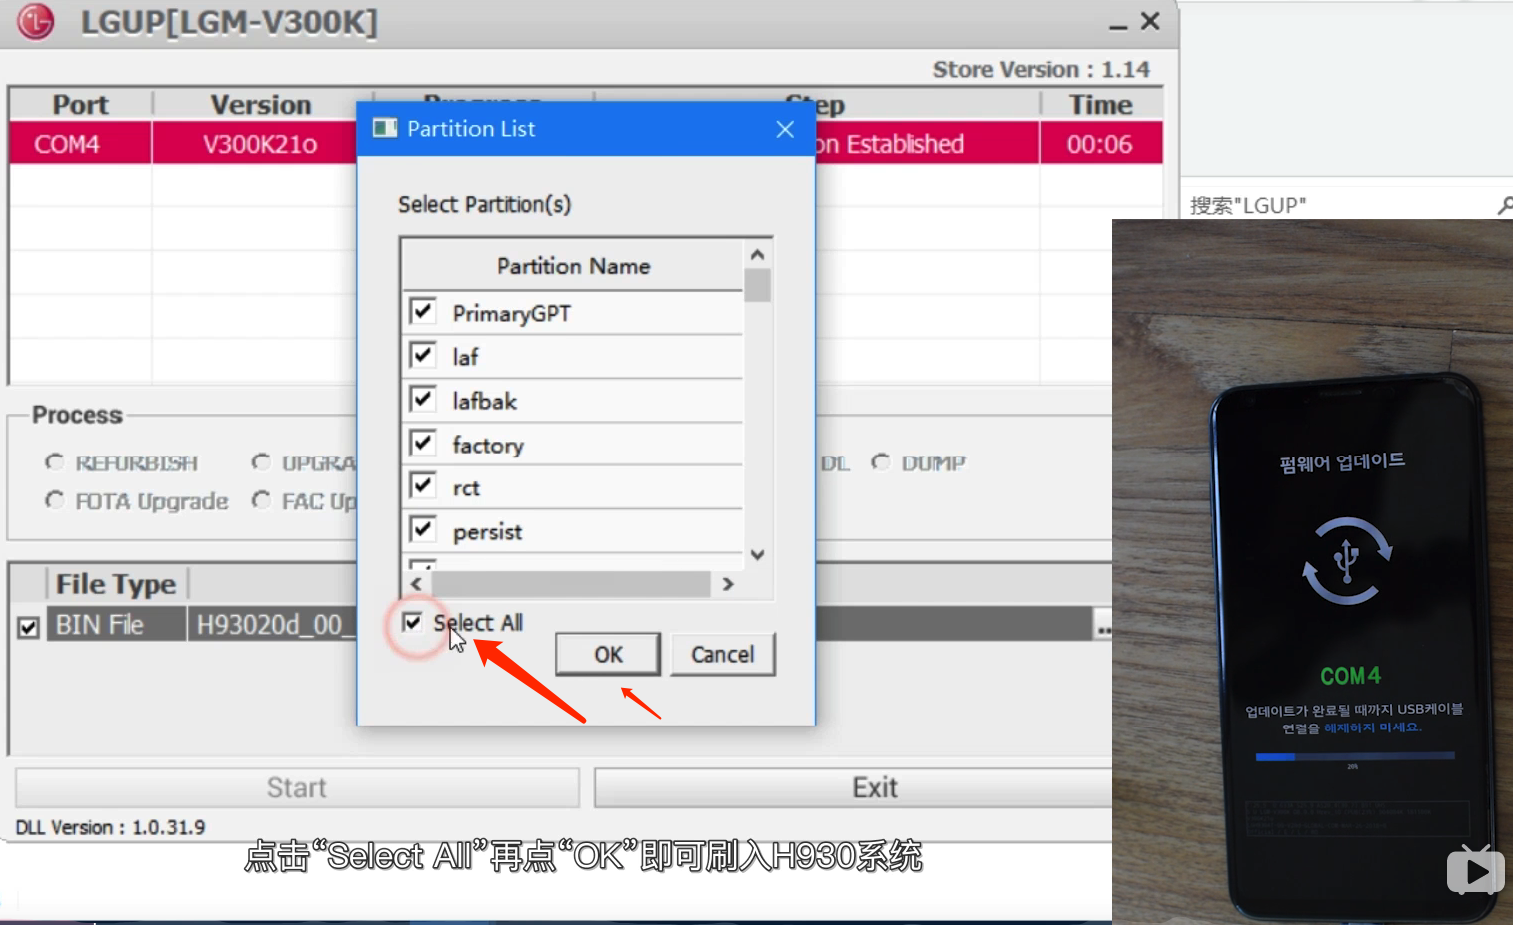 LGUP[LGM-V300K]
Store Version : 1.14
Port Version Time
COM4 V300K21o on Established 00:06
Partition List
Select Partition(s)
Partition Name
PrimaryGPT
laf
lafbak
factory
rct
persist
Select All
OK Cancel
Process
REFURBISH UPGRA DL DUMP
FOTA Upgrade FAC Up
File Type
BIN File H93020d_00_ ..
Start Exit
DLL Version : 1.0.31.9
点击“Select All”再点“OK”即可刷入H930系统
搜索"LGUP"
펌웨어 업데이트
COM4
업데이트가 완료될 때까지 USB케이블
연결을 해제하지 마세요.